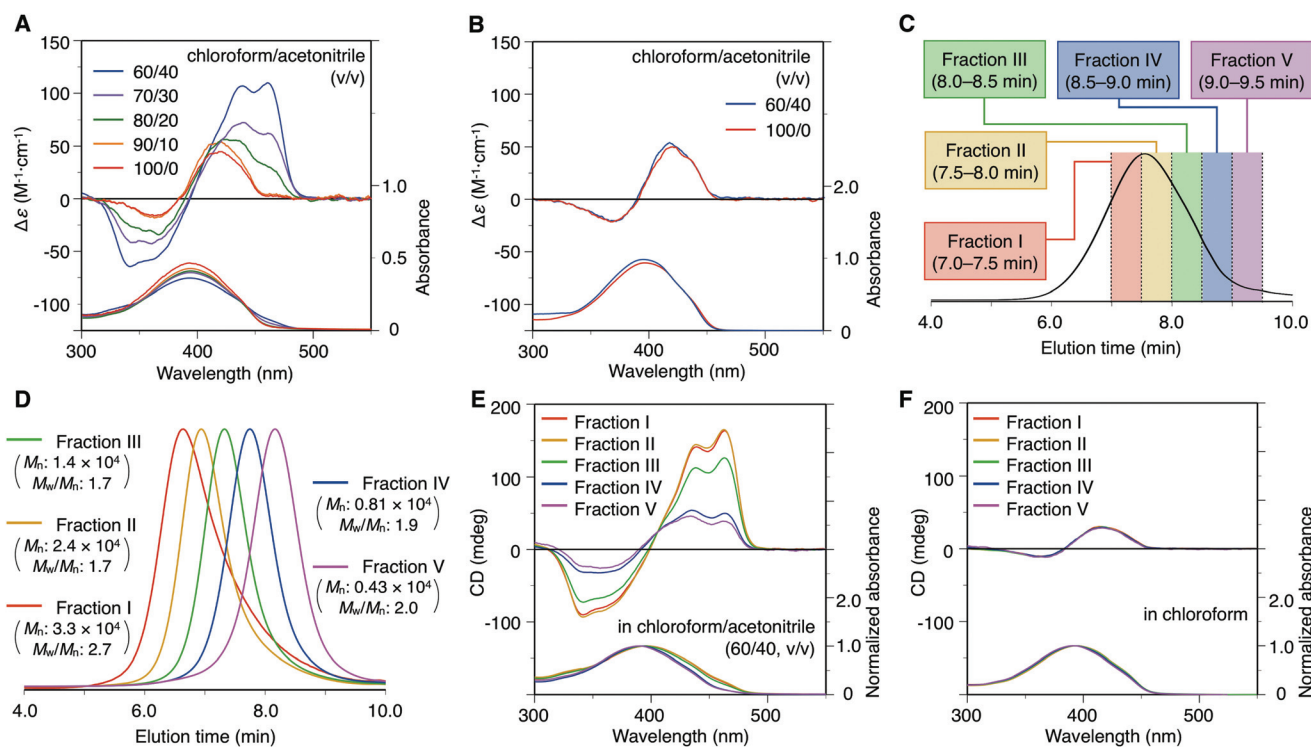 A
150
100
50
0
-50
-100
Δε (M⁻¹·cm⁻¹)
chloroform/acetonitrile
(v/v)
60/40
70/30
80/20
90/10
100/0
1.0
0.5
0
Absorbance
300
400
500
Wavelength (nm)
B
150
100
50
0
-50
-100
Δε (M⁻¹·cm⁻¹)
chloroform/acetonitrile
(v/v)
60/40
100/0
2.0
1.0
0
Absorbance
300
400
500
Wavelength (nm)
C
Fraction III
(8.0–8.5 min)
Fraction IV
(8.5–9.0 min)
Fraction V
(9.0–9.5 min)
Fraction II
(7.5–8.0 min)
Fraction I
(7.0–7.5 min)
4.0
6.0
8.0
10.0
Elution time (min)
D
Fraction III
(Mn: 1.4 × 10⁴
Mw/Mn: 1.7)
Fraction II
(Mn: 2.4 × 10⁴
Mw/Mn: 1.7)
Fraction I
(Mn: 3.3 × 10⁴
Mw/Mn: 2.7)
Fraction IV
(Mn: 0.81 × 10⁴
Mw/Mn: 1.9)
Fraction V
(Mn: 0.43 × 10⁴
Mw/Mn: 2.0)
4.0
6.0
8.0
10.0
Elution time (min)
E
200
100
0
-100
CD (mdeg)
Fraction I
Fraction II
Fraction III
Fraction IV
Fraction V
in chloroform/acetonitrile
(60/40, v/v)
2.0
1.0
0
Normalized absorbance
300
400
500
Wavelength (nm)
F
200
100
0
-100
CD (mdeg)
Fraction I
Fraction II
Fraction III
Fraction IV
Fraction V
in chloroform
2.0
1.0
0
Normalized absorbance
300
400
500
Wavelength (nm)